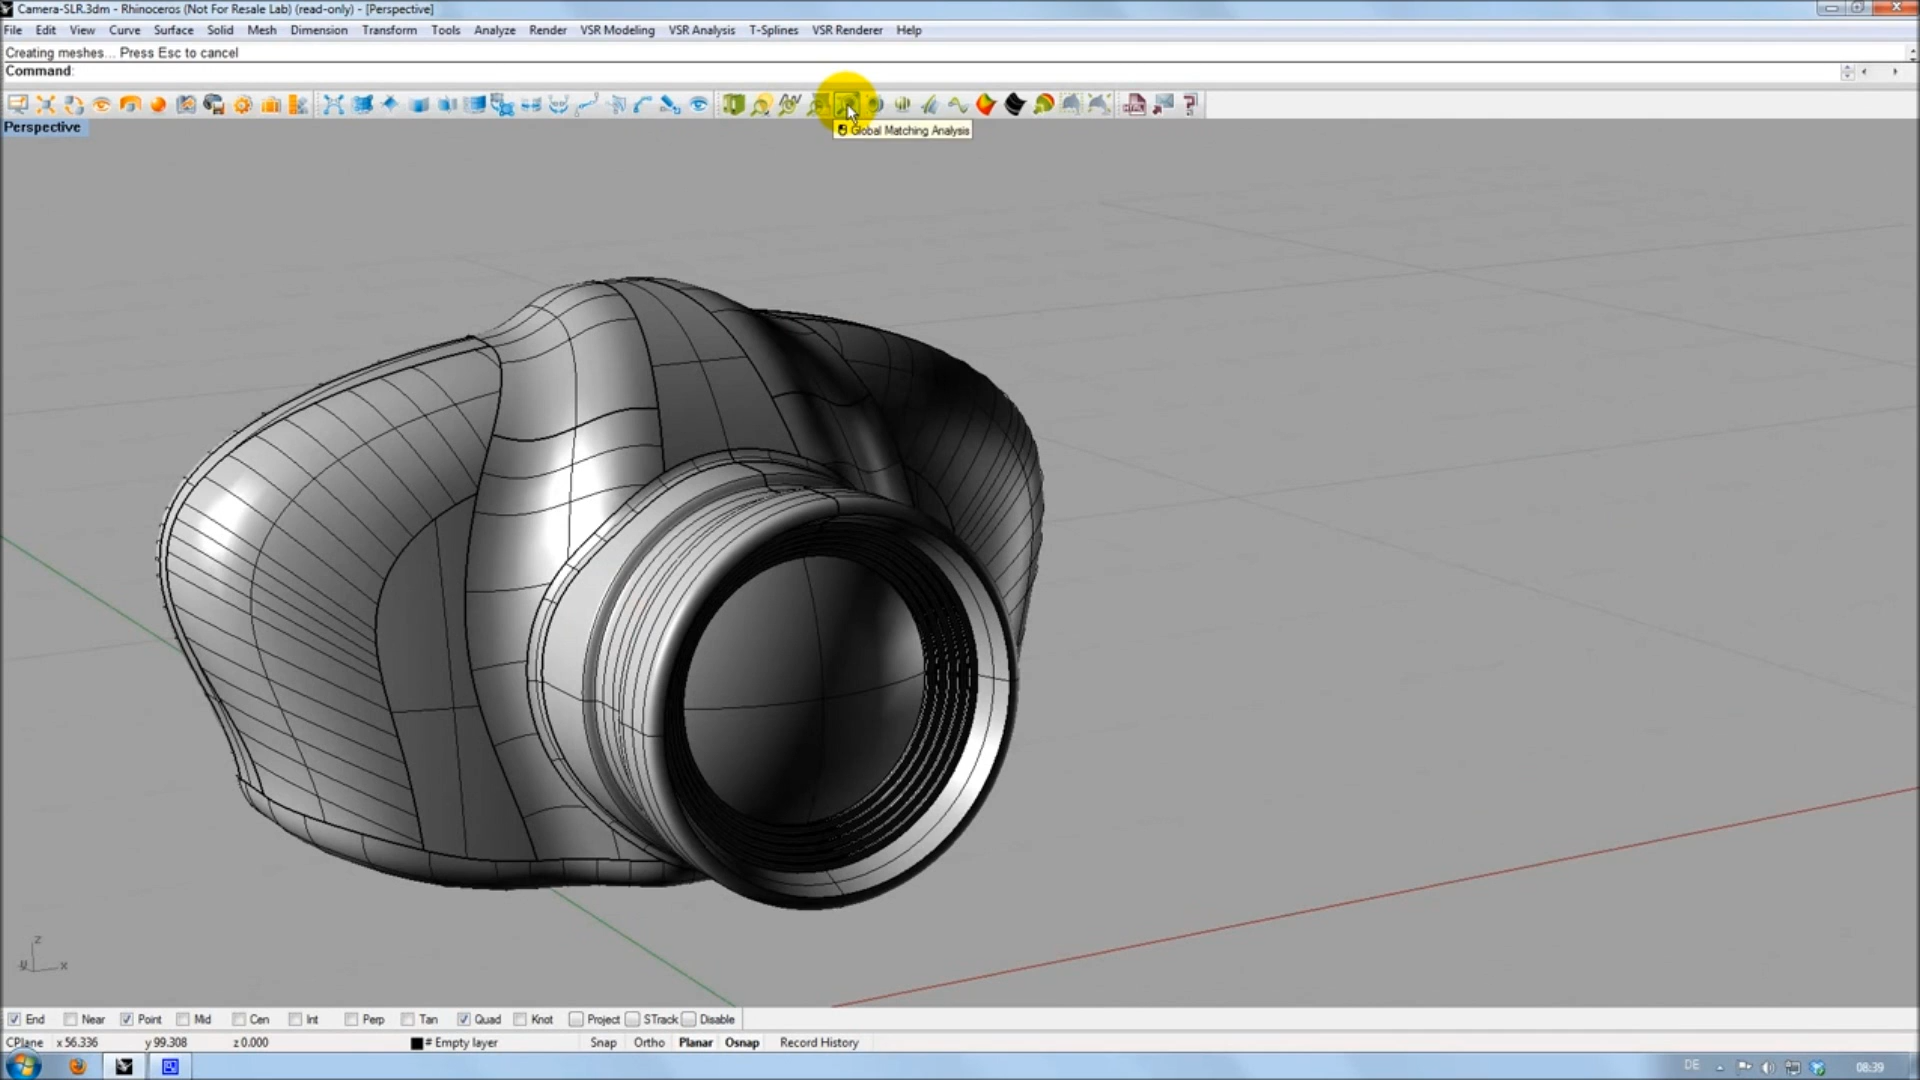 Camera-SLR.3dm - Rhinoceros (Not For Resale Lab) (read-only) - [Perspective]
File Edit View Curve Surface Solid Mesh Dimension Transform Tools Analyze Render VSR Modeling VSR Analysis T-Splines VSR Renderer Help
Creating meshes... Press Esc to cancel
Command:
Perspective
Global Matching Analysis
z
y x
End Near Point Mid Cen Int Perp Tan Quad Knot Project STrack Disable
CPlane x 56.336 y 99.308 z 0.000 # Empty layer Snap Ortho Planar Osnap Record History
DE 08:39